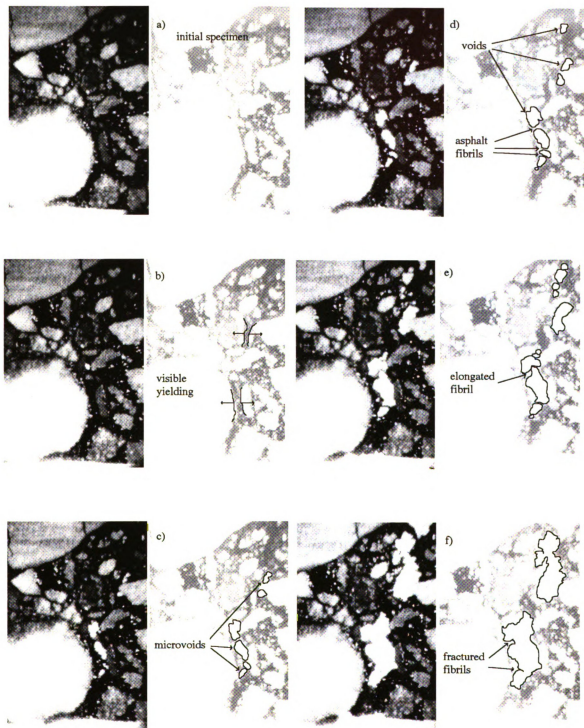 a)
initial specimen
b)
visible
yielding
c)
microvoids
d)
voids
asphalt
fibrils
e)
elongated
fibril
f)
fractured
fibrils